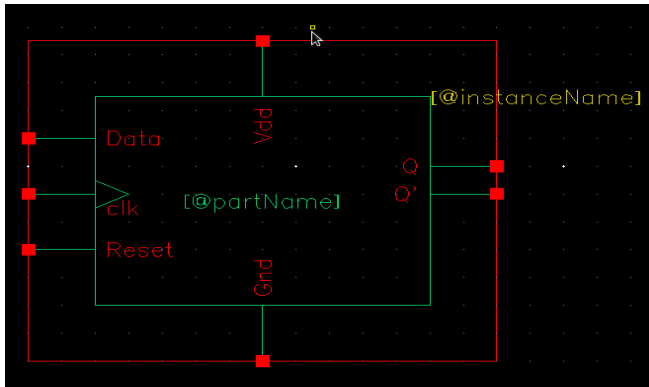 [@instanceName]
Vdd
Data
Q
[@partName]
Q'
clk
Reset
Gnd